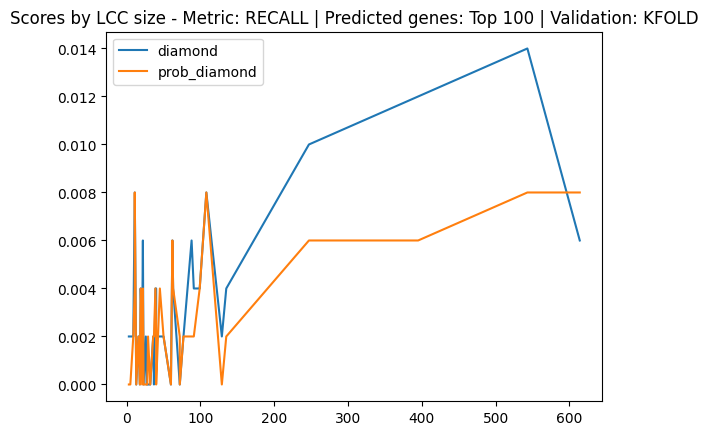 Scores by LCC size - Metric: RECALL | Predicted genes: Top 100 | Validation: KFOLD
diamond
prob_diamond
0.014
0.012
0.010
0.008
0.006
0.004
0.002
0.000
0 100 200 300 400 500 600